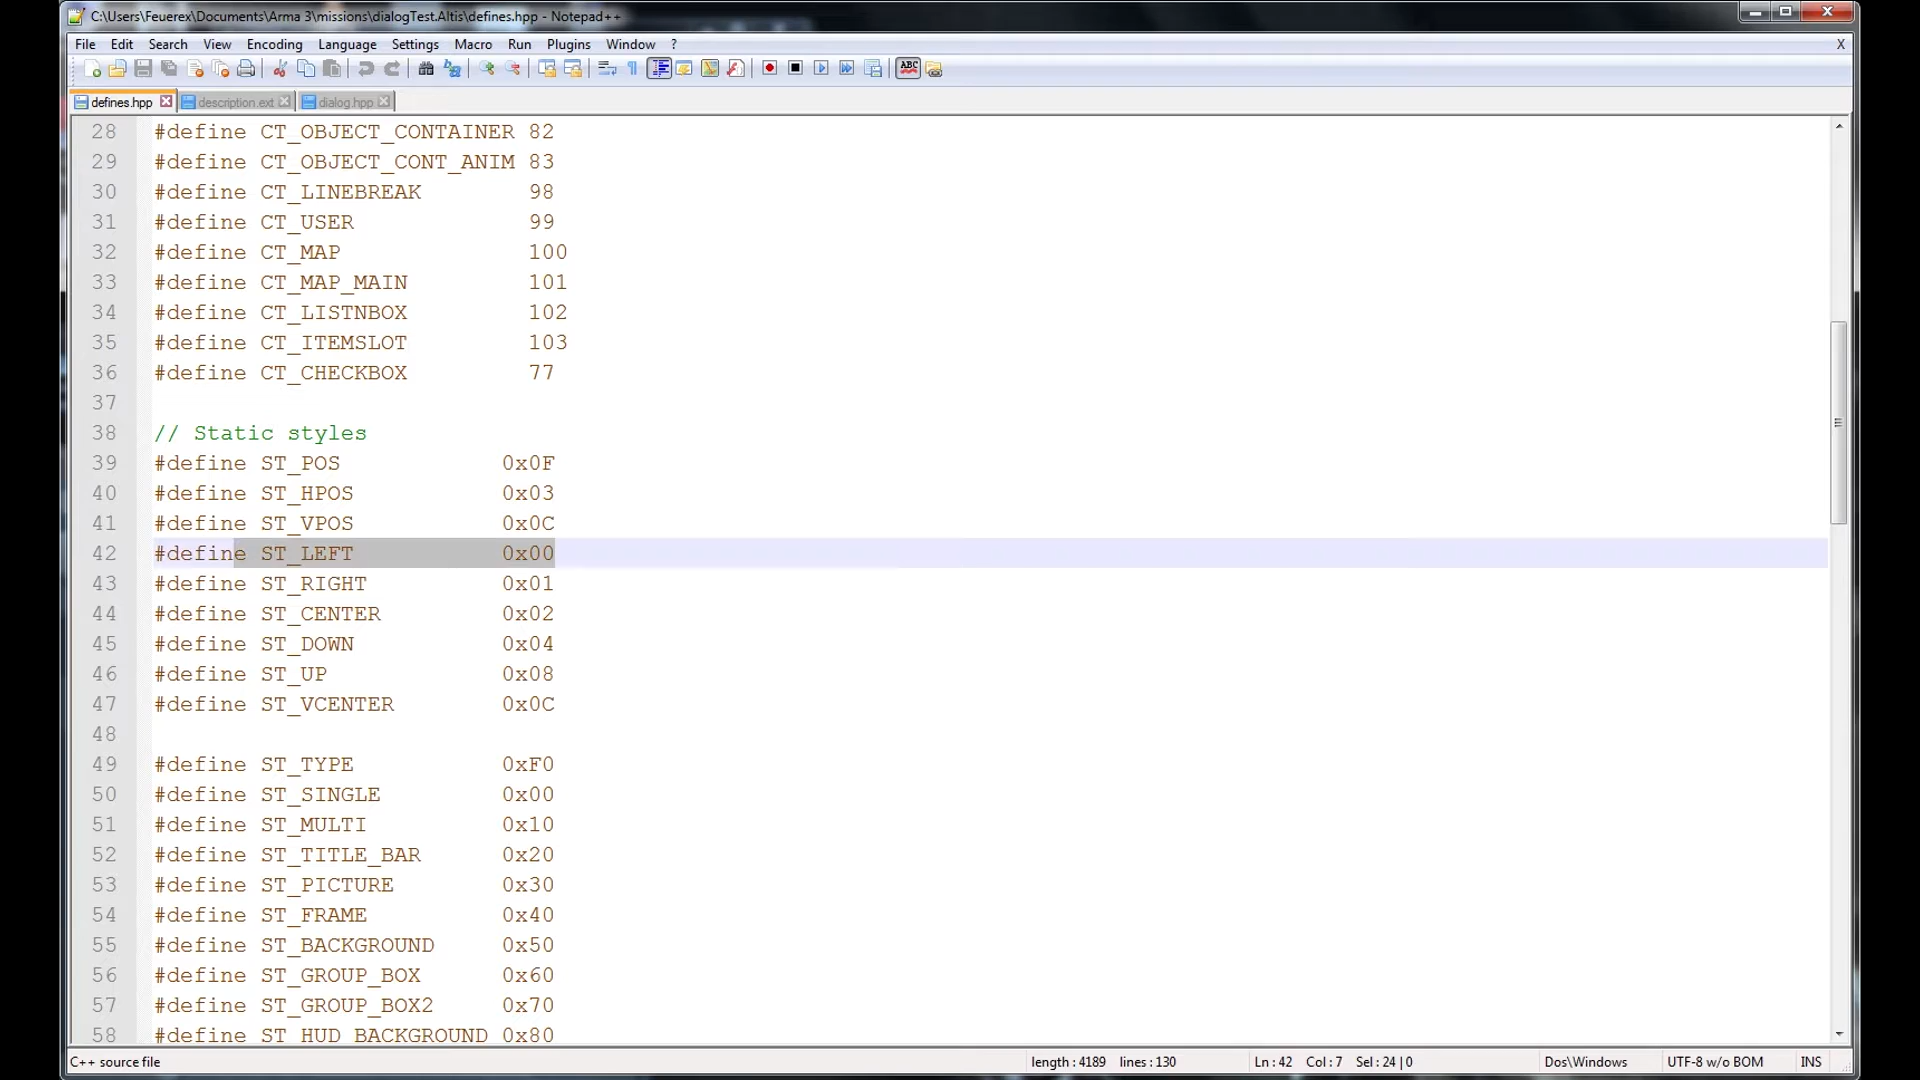 C:\Users\Feuerex\Documents\Arma 3\missions\dialogTest.Altis\defines.hpp - Notepad++
File Edit Search View Encoding Language Settings Macro Run Plugins Window ? X
defines.hpp description.ext dialog.hpp
28 #define CT_OBJECT_CONTAINER 82
29 #define CT_OBJECT_CONT_ANIM 83
30 #define CT_LINEBREAK 98
31 #define CT_USER 99
32 #define CT_MAP 100
33 #define CT_MAP_MAIN 101
34 #define CT_LISTNBOX 102
35 #define CT_ITEMSLOT 103
36 #define CT_CHECKBOX 77
37
38 // Static styles
39 #define ST_POS 0x0F
40 #define ST_HPOS 0x03
41 #define ST_VPOS 0x0C
42 #define ST_LEFT 0x00
43 #define ST_RIGHT 0x01
44 #define ST_CENTER 0x02
45 #define ST_DOWN 0x04
46 #define ST_UP 0x08
47 #define ST_VCENTER 0x0C
48
49 #define ST_TYPE 0xF0
50 #define ST_SINGLE 0x00
51 #define ST_MULTI 0x10
52 #define ST_TITLE_BAR 0x20
53 #define ST_PICTURE 0x30
54 #define ST_FRAME 0x40
55 #define ST_BACKGROUND 0x50
56 #define ST_GROUP_BOX 0x60
57 #define ST_GROUP_BOX2 0x70
58 #define ST_HUD_BACKGROUND 0x80
C++ source file length : 4189 lines : 130 Ln : 42 Col : 7 Sel : 24 | 0 Dos\Windows UTF-8 w/o BOM INS